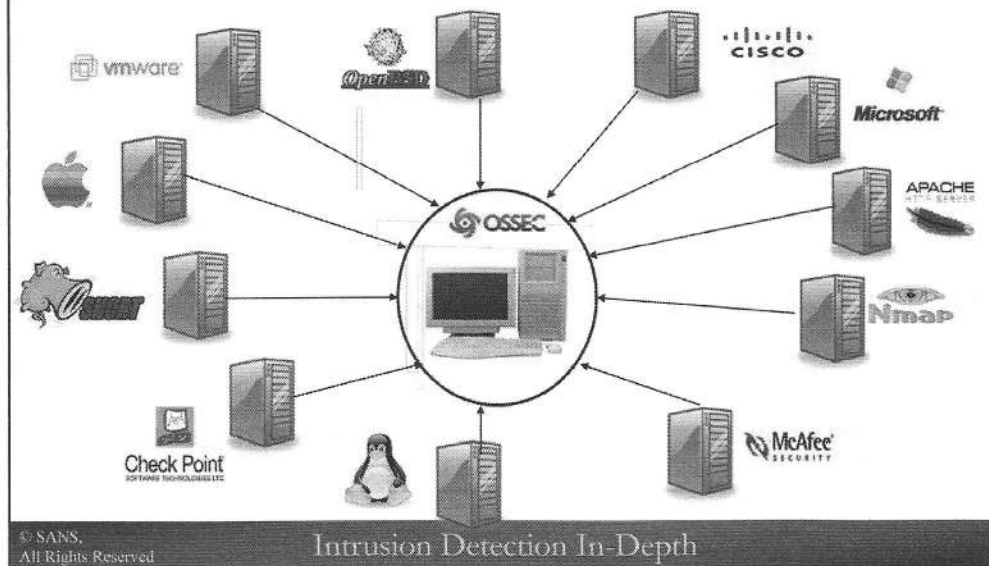 vmware
OpenBSD
CISCO
Microsoft
APACHE
HTTP SERVER
OSSEC
SNORT
Nmap
Check Point
SOFTWARE TECHNOLOGIES LTD.
McAfee
SECURITY
© SANS,
All Rights Reserved
Intrusion Detection In-Depth